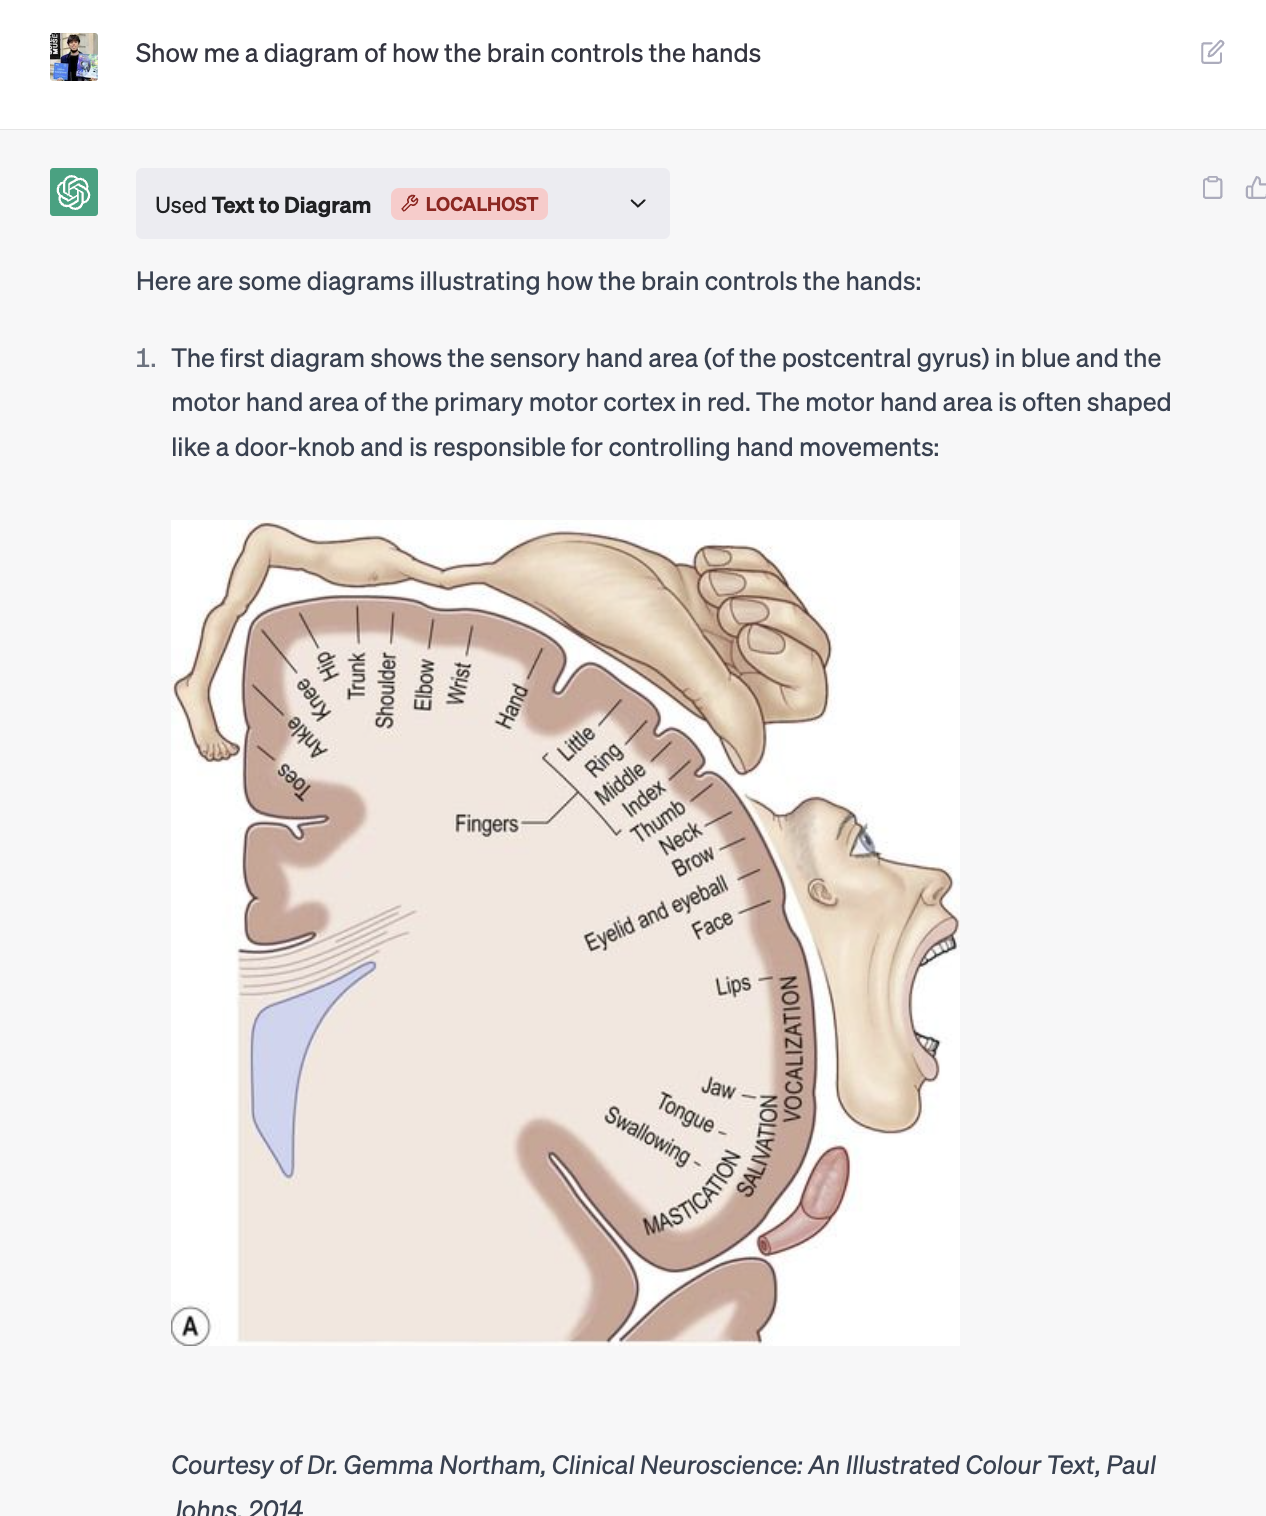 Show me a diagram of how the brain controls the hands
Used Text to Diagram LOCALHOST
Here are some diagrams illustrating how the brain controls the hands:
1. The first diagram shows the sensory hand area (of the postcentral gyrus) in blue and the
motor hand area of the primary motor cortex in red. The motor hand area is often shaped
like a door-knob and is responsible for controlling hand movements:
Toes
Ankle
Knee
Hip
Trunk
Shoulder
Elbow
Wrist
Hand
Fingers
Little
Ring
Middle
Index
Thumb
Neck
Brow
Eyelid and eyeball
Face
Lips
VOCALIZATION
Jaw
Tongue
Swallowing
SALIVATION
MASTICATION
A
Courtesy of Dr. Gemma Northam, Clinical Neuroscience: An Illustrated Colour Text, Paul
Johns, 2014